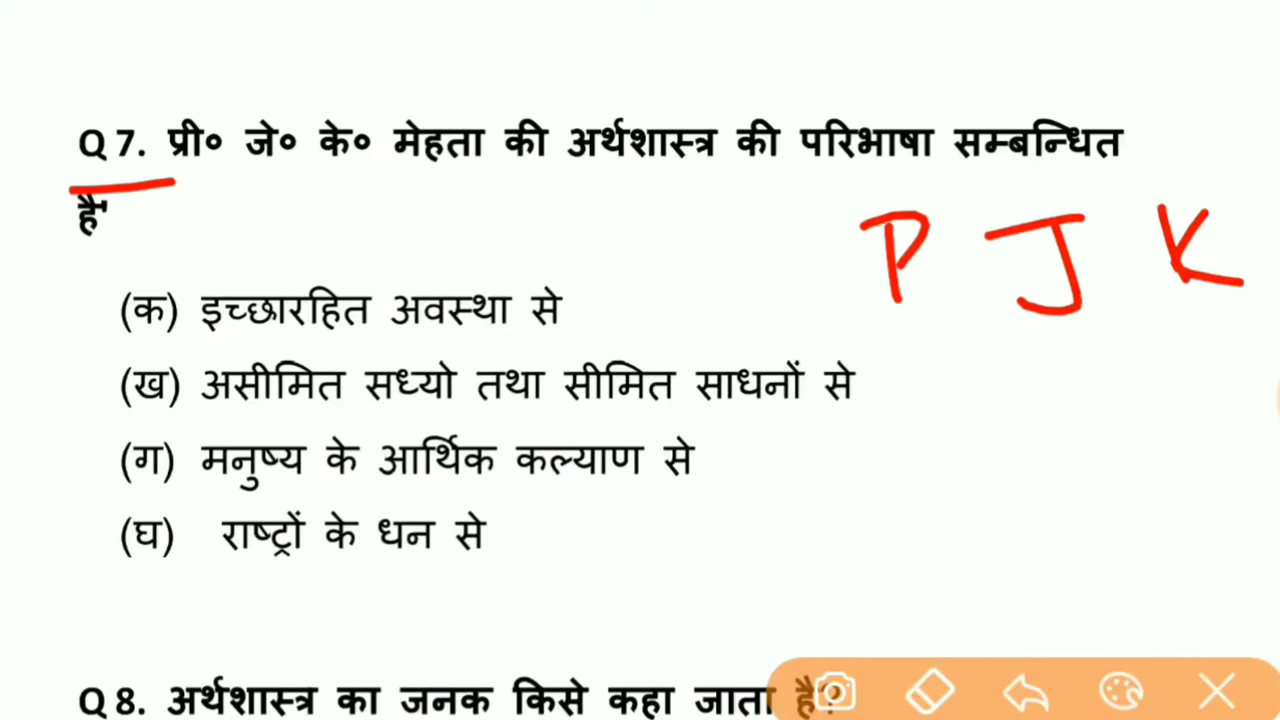 Q 7. प्री० जे० के० मेहता की अर्थशास्त्र की परिभाषा सम्बन्धित
है'
P J K
(क) इच्छारहित अवस्था से
(ख) असीमित सध्यो तथा सीमित साधनों से
(ग) मनुष्य के आर्थिक कल्याण से
(घ) राष्ट्रों के धन से
Q 8. अर्थशास्त्र का जनक किसे कहा जाता है?